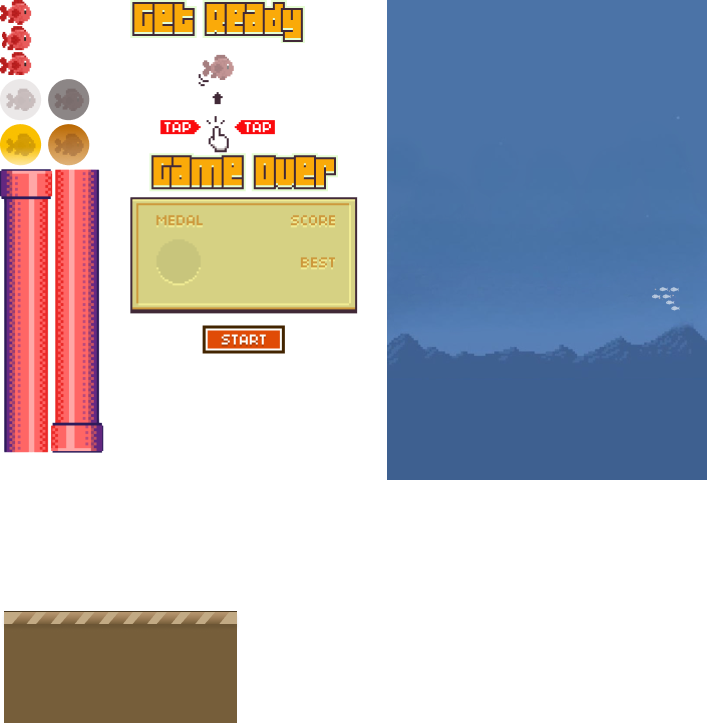 Get Ready
TAP TAP
Game Over
MEDAL SCORE
BEST
START